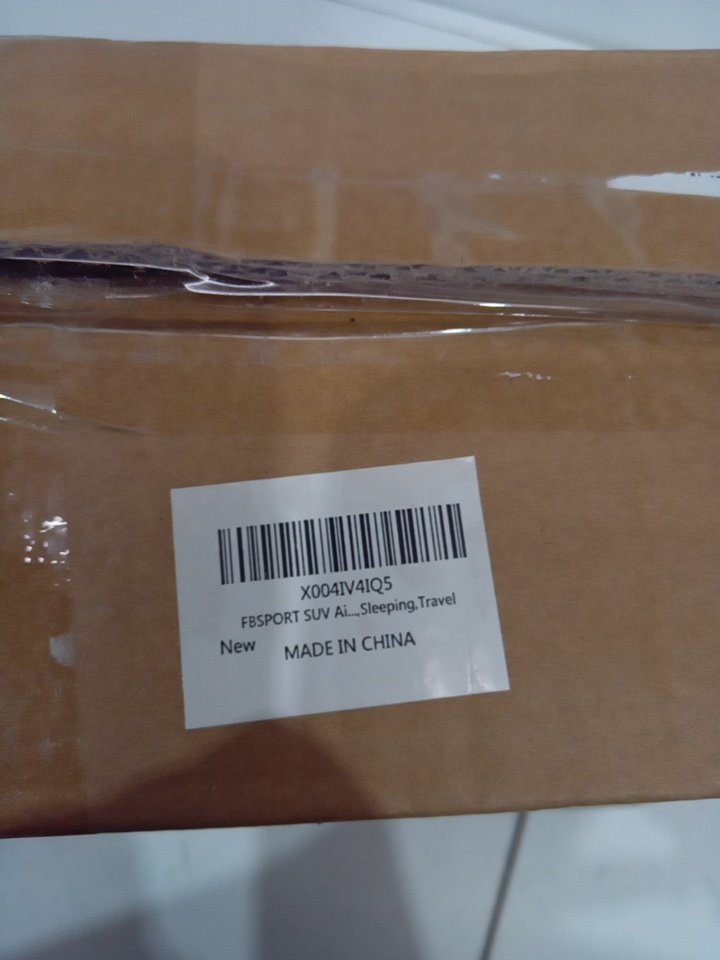 X004IV4IQ5
FBSPORT SUV Ai...,Sleeping,Travel
New MADE IN CHINA